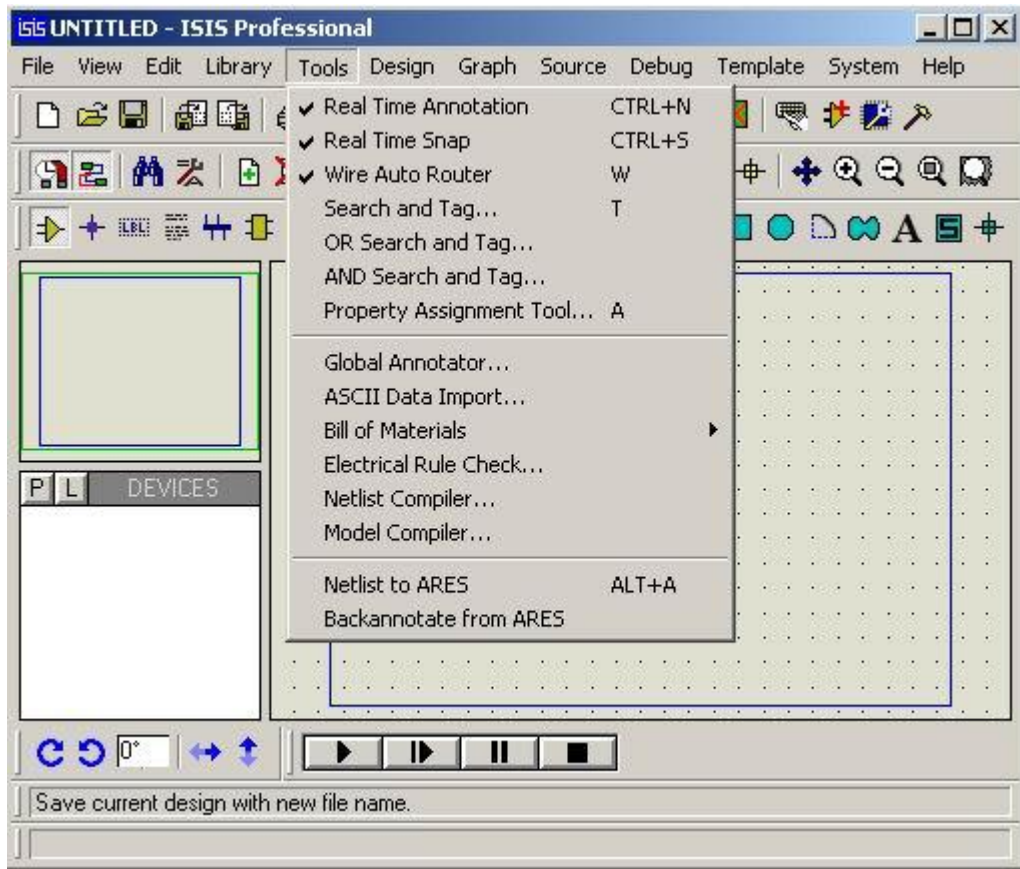 isis UNTITLED - ISIS Professional
File View Edit Library Tools Design Graph Source Debug Template System Help
✓ Real Time Annotation CTRL+N
✓ Real Time Snap CTRL+S
✓ Wire Auto Router W
Search and Tag... T
OR Search and Tag...
AND Search and Tag...
Property Assignment Tool... A
Global Annotator...
ASCII Data Import...
Bill of Materials
Electrical Rule Check...
Netlist Compiler...
Model Compiler...
Netlist to ARES ALT+A
Backannotate from ARES
LBL
A S
P L DEVICES
0°
Save current design with new file name.